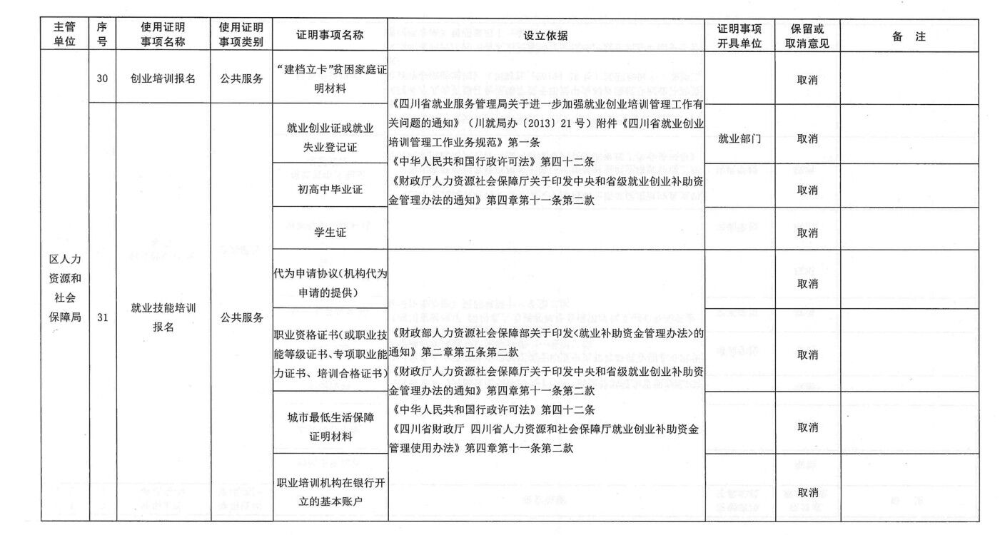 主管
单位
序
号
使用证明
事项名称
使用证明
事项类别
证明事项名称
设立依据
证明事项
开具单位
保留或
取消意见
备 注
区人力
资源和
社会
保障局
30
创业培训报名
公共服务
“建档立卡”贫困家庭证
明材料
取消
31
就业技能培训
报名
公共服务
就业创业证或就业
失业登记证
《四川省就业服务管理局关于进一步加强就业创业培训管理工作有
关问题的通知》（川就局办〔2013〕21 号）附件《四川省就业创业
培训管理工作业务规范》第一条
《中华人民共和国行政许可法》第四十二条
《财政厅人力资源社会保障厅关于印发中央和省级就业创业补助资
金管理办法的通知》第四章第十一条第二款
就业部门
取消
初高中毕业证
取消
学生证
取消
代为申请协议（机构代为
申请的提供）
取消
职业资格证书（或职业技
能等级证书、专项职业能
力证书、培训合格证书）
《财政部人力资源社会保障部关于印发<就业补助资金管理办法>的
通知》第二章第五条第二款
《财政厅人力资源社会保障厅关于印发中央和省级就业创业补助资
金管理办法的通知》第四章第十一条第二款
《中华人民共和国行政许可法》第四十二条
《四川省财政厅 四川省人力资源和社会保障厅就业创业补助资金
管理使用办法》第四章第十一条第二款
取消
城市最低生活保障
证明材料
取消
职业培训机构在银行开
立的基本账户
取消